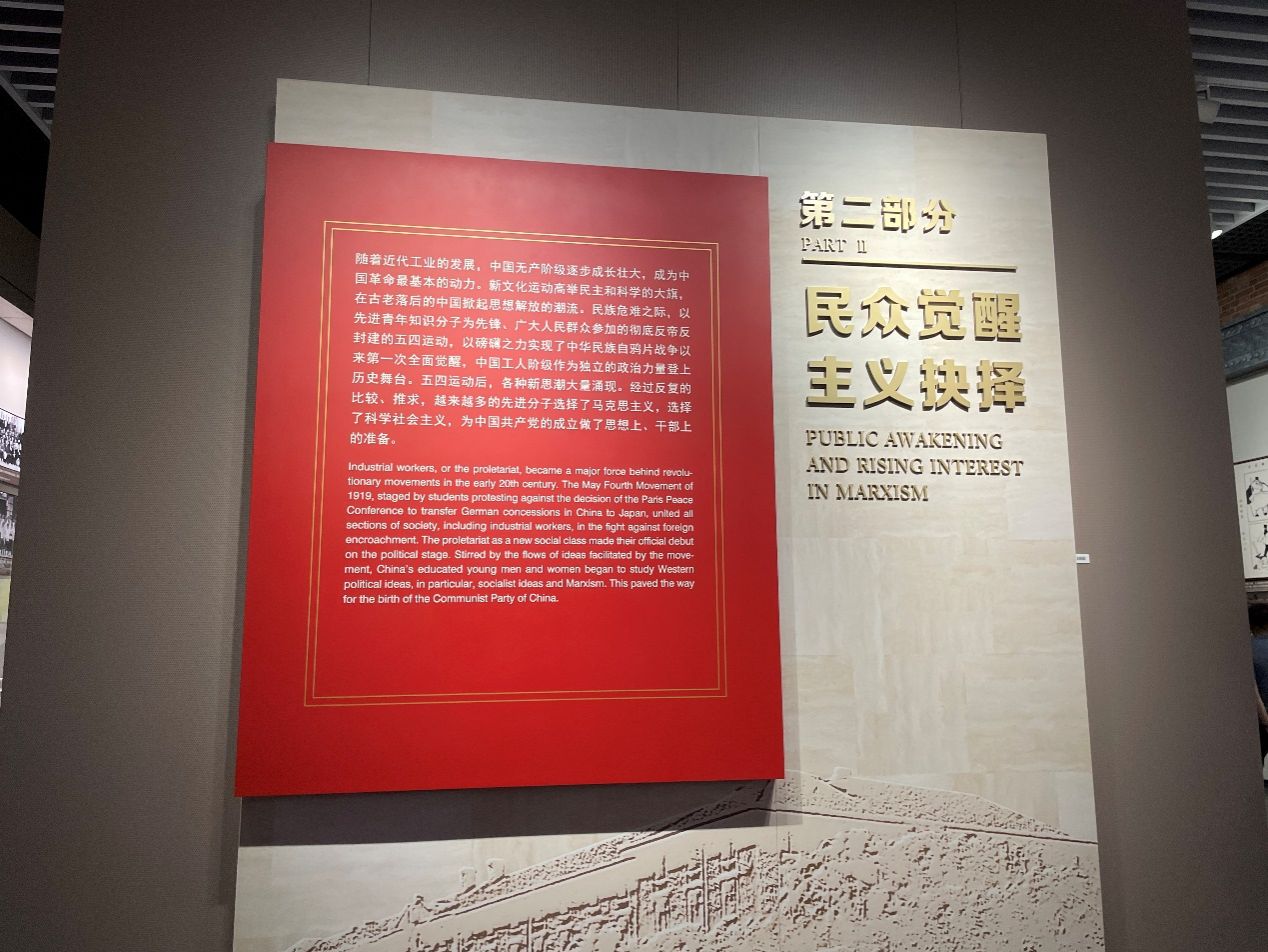 随着近代工业的发展，中国无产阶级逐步成长壮大，成为中
国革命最基本的动力。新文化运动高举民主和科学的大旗，
在古老落后的中国掀起思想解放的潮流。民族危难之际，以
先进青年知识分子为先锋、广大人民群众参加的彻底反帝反
封建的五四运动，以磅礴之力实现了中华民族自鸦片战争以
来第一次全面觉醒，中国工人阶级作为独立的政治力量登上
历史舞台。五四运动后，各种新思潮大量涌现。经过反复的
比较、推求，越来越多的先进分子选择了马克思主义，选择
了科学社会主义，为中国共产党的成立做了思想上、干部上
的准备。
Industrial workers, or the proletariat, became a major force behind revolu-
tionary movements in the early 20th century. The May Fourth Movement of
1919, staged by students protesting against the decision of the Paris Peace
Conference to transfer German concessions in China to Japan, united all
sections of society, including industrial workers, in the fight against foreign
encroachment. The proletariat as a new social class made their official debut
on the political stage. Stirred by the flows of ideas facilitated by the move-
ment, China's educated young men and women began to study Western
political ideas, in particular, socialist ideas and Marxism. This paved the way
for the birth of the Communist Party of China.
第二部分
PART II
民众觉醒
主义抉择
PUBLIC AWAKENING
AND RISING INTEREST
IN MARXISM